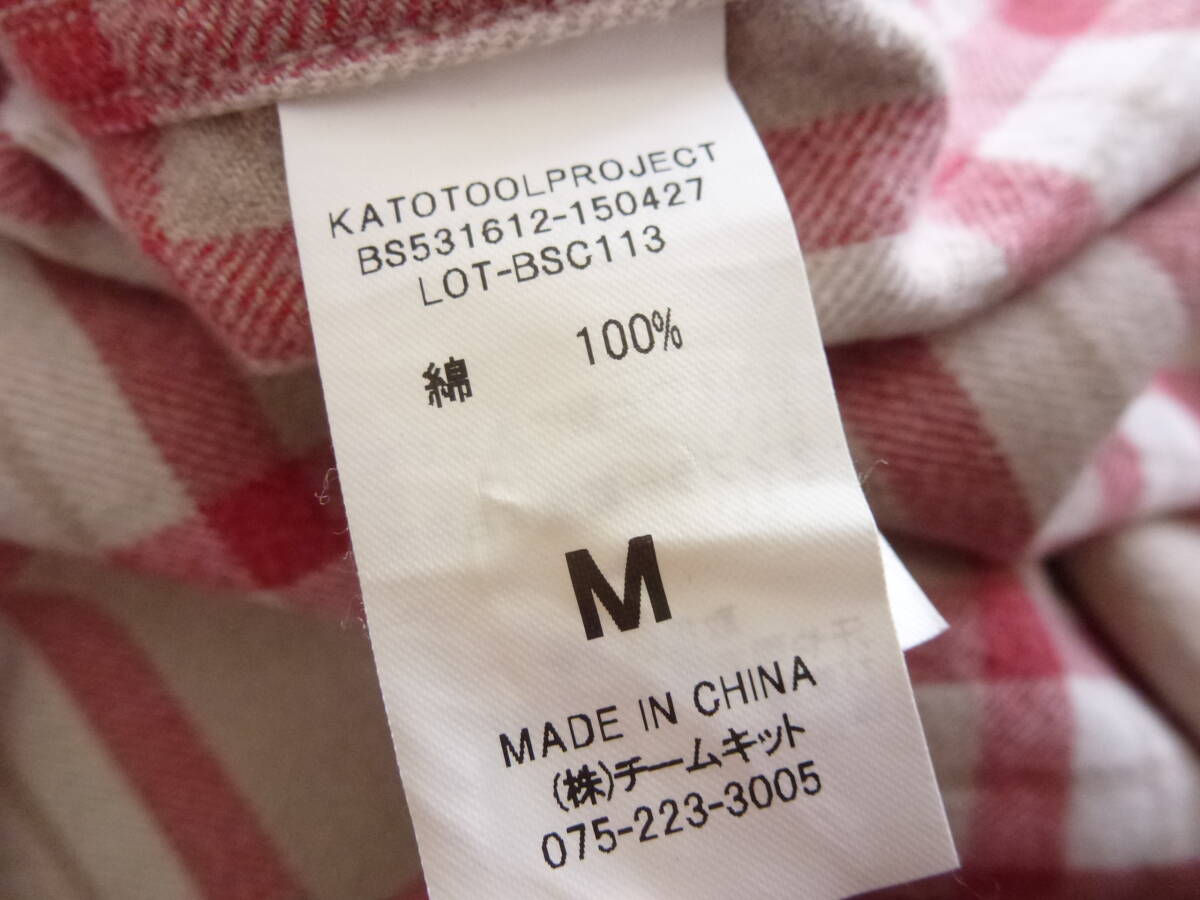 KATOTOOLPROJECT
BS531612-150427
LOT-BSC113
綿 100%
M
MADE IN CHINA
(株)チームキット
075-223-3005